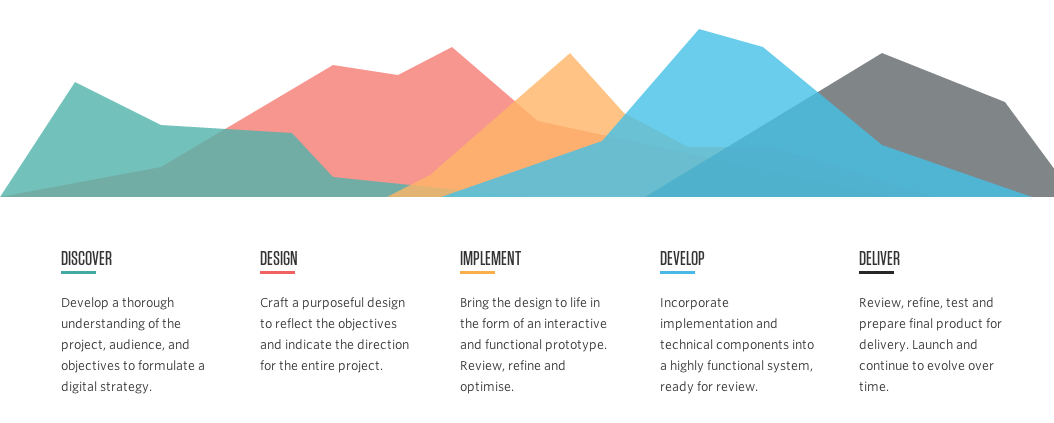 DISCOVER
Develop a thorough
understanding of the
project, audience, and
objectives to formulate a
digital strategy.
DESIGN
Craft a purposeful design
to reflect the objectives
and indicate the direction
for the entire project.
IMPLEMENT
Bring the design to life in
the form of an interactive
and functional prototype.
Review, refine and
optimise.
DEVELOP
Incorporate
implementation and
technical components into
a highly functional system,
ready for review.
DELIVER
Review, refine, test and
prepare final product for
delivery. Launch and
continue to evolve over
time.